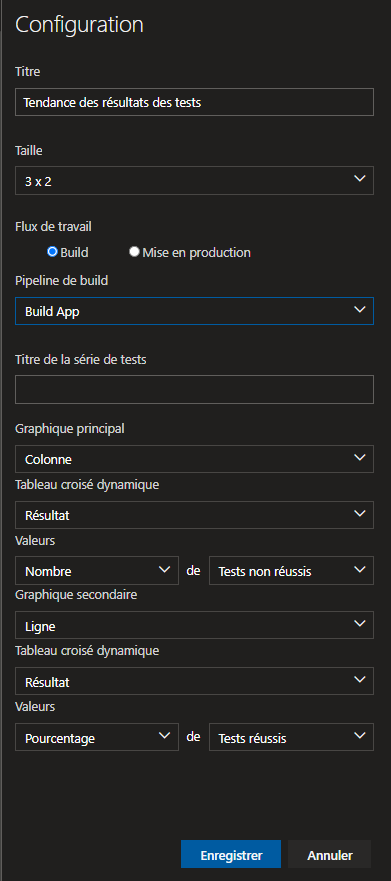 Configuration
Titre
Tendance des résultats des tests
Taille
3 x 2
Flux de travail
Build Mise en production
Pipeline de build
Build App
Titre de la série de tests
Graphique principal
Colonne
Tableau croisé dynamique
Résultat
Valeurs
Nombre de Tests non réussis
Graphique secondaire
Ligne
Tableau croisé dynamique
Résultat
Valeurs
Pourcentage de Tests réussis
Enregistrer Annuler